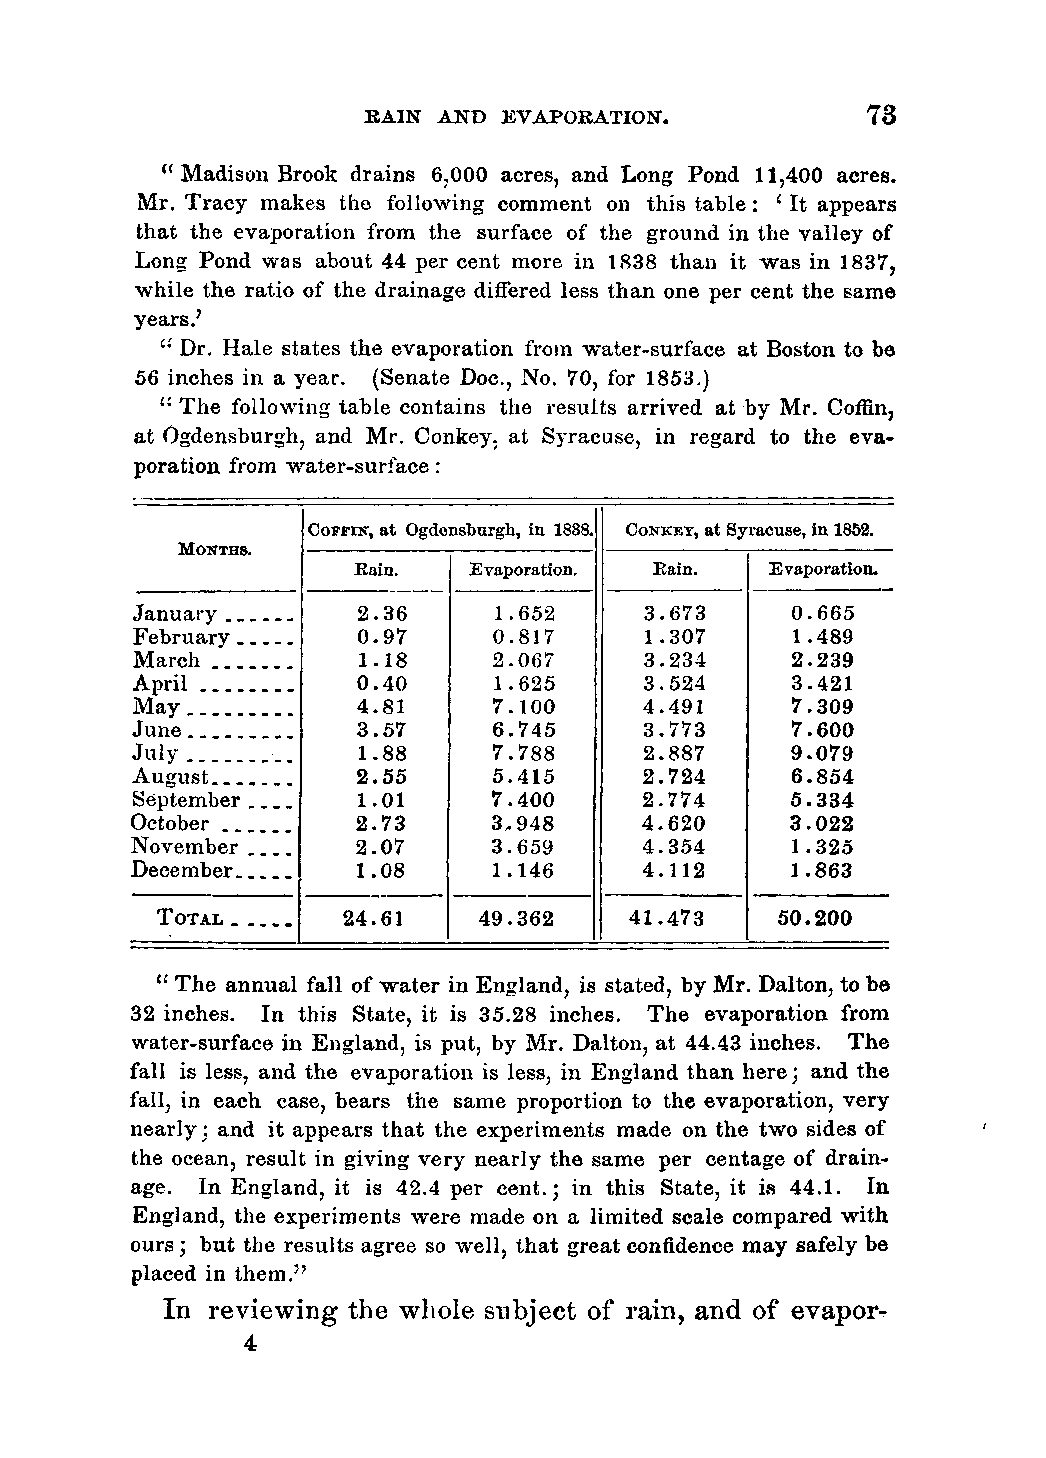 RAIN AND EVAPORATION. 73
“ Madison Brook drains 6,000 acres, and Long Pond 11,400 acres.
Mr. Tracy makes the following comment on this table : ‘ It appears
that the evaporation from the surface of the ground in the valley of
Long Pond was about 44 per cent more in 1838 than it was in 1837,
while the ratio of the drainage differed less than one per cent the same
years.’
“ Dr. Hale states the evaporation from water-surface at Boston to be
56 inches in a year. (Senate Doc., No. 70, for 1853.)
“ The following table contains the results arrived at by Mr. Coffin,
at Ogdensburgh, and Mr. Conkey, at Syracuse, in regard to the eva-
poration from water-surface :
MONTHS. COFFIN, at Ogdensburgh, in 1838. CONKEY, at Syracuse, in 1852.
Rain. Evaporation. Rain. Evaporation.
January ...... 2.36 1.652 3.673 0.665
February ..... 0.97 0.817 1.307 1.489
March ....... 1.18 2.067 3.234 2.239
April ........ 0.40 1.625 3.524 3.421
May ......... 4.81 7.100 4.491 7.309
June ......... 3.57 6.745 3.773 7.600
July ......... 1.88 7.788 2.887 9.079
August....... 2.55 5.415 2.724 6.854
September .... 1.01 7.400 2.774 5.334
October ...... 2.73 3.948 4.620 3.022
November .... 2.07 3.659 4.354 1.325
December..... 1.08 1.146 4.112 1.863
TOTAL ..... 24.61 49.362 41.473 50.200
“ The annual fall of water in England, is stated, by Mr. Dalton, to be
32 inches. In this State, it is 35.28 inches. The evaporation from
water-surface in England, is put, by Mr. Dalton, at 44.43 inches. The
fall is less, and the evaporation is less, in England than here ; and the
fall, in each case, bears the same proportion to the evaporation, very
nearly ; and it appears that the experiments made on the two sides of
the ocean, result in giving very nearly the same per centage of drain-
age. In England, it is 42.4 per cent. ; in this State, it is 44.1. In
England, the experiments were made on a limited scale compared with
ours ; but the results agree so well, that great confidence may safely be
placed in them.”
In reviewing the whole subject of rain, and of evapor-
4